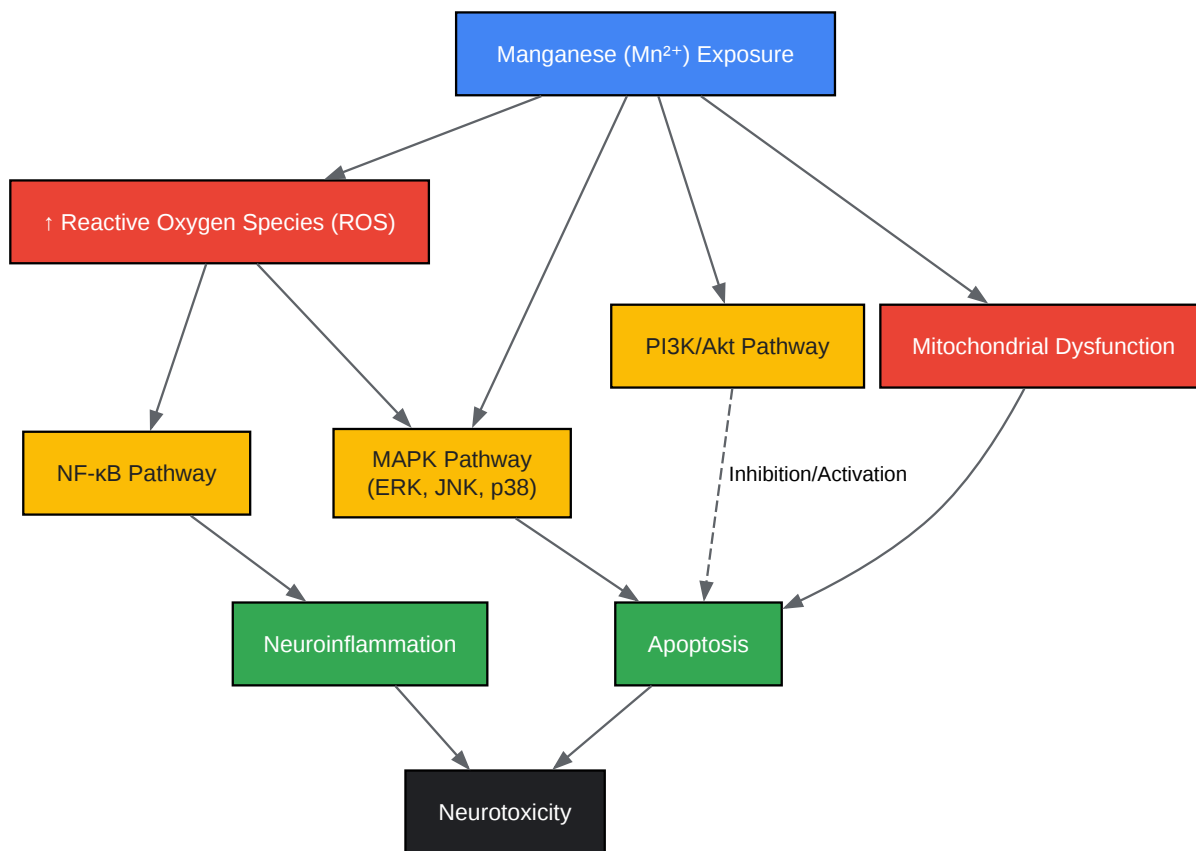 Manganese (Mn²⁺) Exposure
↑ Reactive Oxygen Species (ROS)
PI3K/Akt Pathway
Mitochondrial Dysfunction
NF-κB Pathway
MAPK Pathway
(ERK, JNK, p38)
Inhibition/Activation
Neuroinflammation
Apoptosis
Neurotoxicity